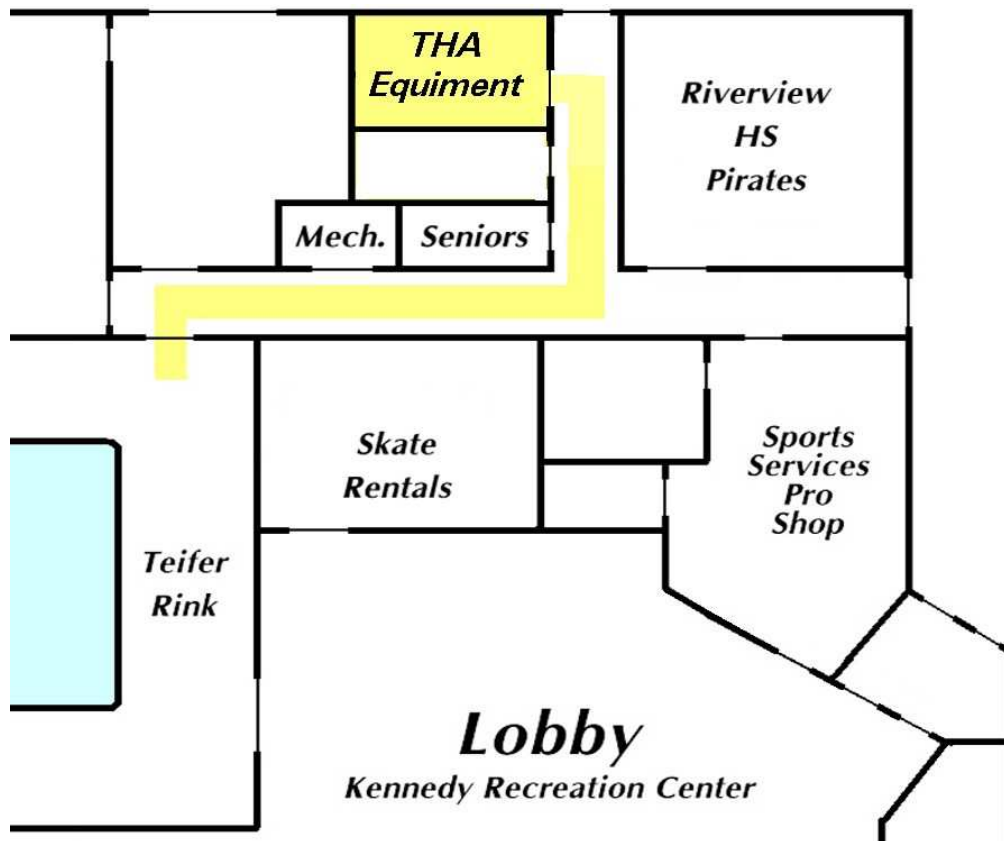 THA
Equiment
Riverview
HS
Pirates
Mech.
Seniors
Skate
Rentals
Sports
Services
Pro
Shop
Teifer
Rink
Lobby
Kennedy Recreation Center